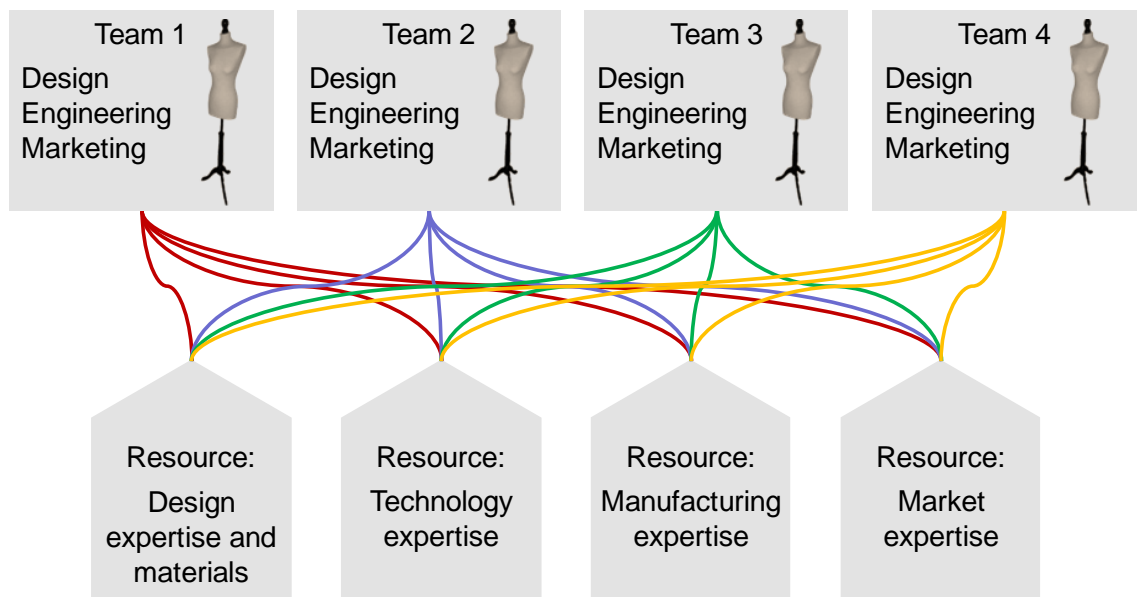 Team 1
Design
Engineering
Marketing
Team 2
Design
Engineering
Marketing
Team 3
Design
Engineering
Marketing
Team 4
Design
Engineering
Marketing
Resource:
Design
expertise and
materials
Resource:
Technology
expertise
Resource:
Manufacturing
expertise
Resource:
Market
expertise